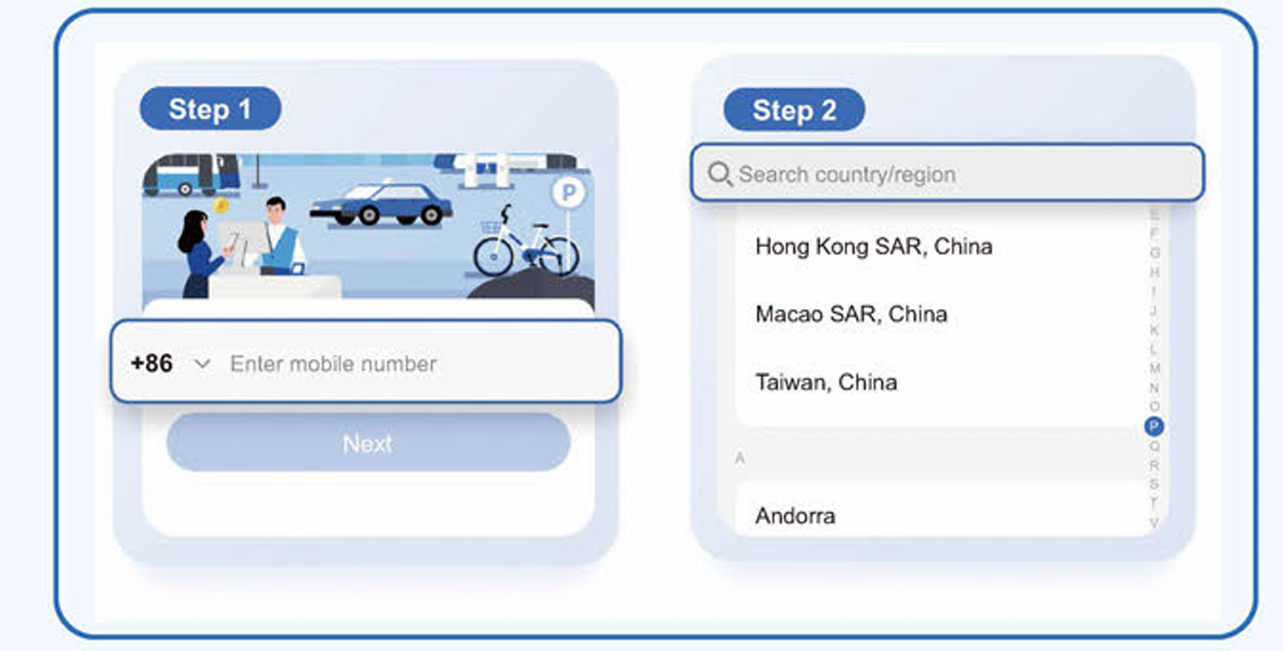 Step 1
P
+86 Enter mobile number
Next
Step 2
Search country/region
Hong Kong SAR, China
Macao SAR, China
Taiwan, China
A
Andorra
E
F
G
H
I
J
K
L
M
N
O
P
Q
R
S
T
V